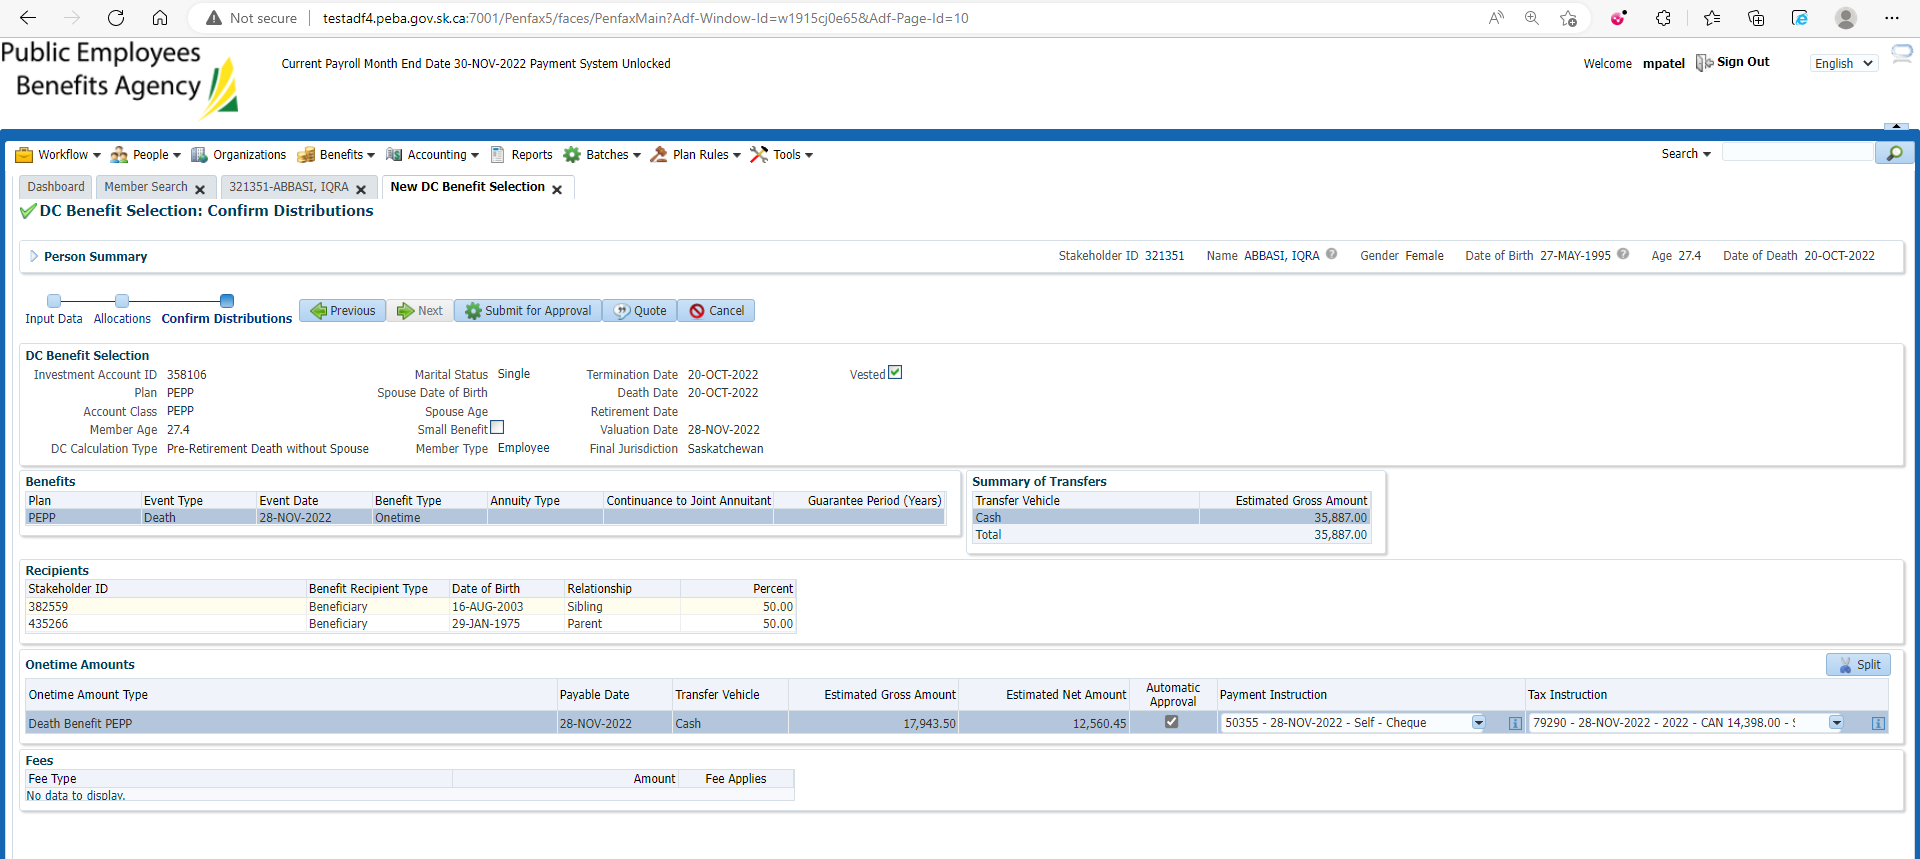 Not secure
testadf4.peba.gov.sk.ca:7001/Penfax5/faces/PenfaxMain?Adf-Window-Id=w1915cj0e65&Adf-Page-Id=10
Public Employees
Benefits Agency
Current Payroll Month End Date 30-NOV-2022 Payment System Unlocked
Welcome mpatel Sign Out English
Workflow People Organizations Benefits Accounting Reports Batches Plan Rules Tools Search
Dashboard Member Search 321351-ABBASI, IQRA New DC Benefit Selection
DC Benefit Selection: Confirm Distributions
Person Summary Stakeholder ID 321351 Name ABBASI, IQRA Gender Female Date of Birth 27-MAY-1995 Age 27.4 Date of Death 20-OCT-2022
Input Data Allocations Confirm Distributions Previous Next Submit for Approval Quote Cancel
DC Benefit Selection
Investment Account ID 358106 Marital Status Single Termination Date 20-OCT-2022 Vested
Plan PEPP Spouse Date of Birth Death Date 20-OCT-2022
Account Class PEPP Spouse Age Retirement Date
Member Age 27.4 Small Benefit Valuation Date 28-NOV-2022
DC Calculation Type Pre-Retirement Death without Spouse Member Type Employee Final Jurisdiction Saskatchewan
Benefits
Plan Event Type Event Date Benefit Type Annuity Type Continuance to Joint Annuitant Guarantee Period (Years)
PEPP Death 28-NOV-2022 Onetime
Summary of Transfers
Transfer Vehicle Estimated Gross Amount
Cash 35,887.00
Total 35,887.00
Recipients
Stakeholder ID Benefit Recipient Type Date of Birth Relationship Percent
382559 Beneficiary 16-AUG-2003 Sibling 50.00
435266 Beneficiary 29-JAN-1975 Parent 50.00
Onetime Amounts Split
Onetime Amount Type Payable Date Transfer Vehicle Estimated Gross Amount Estimated Net Amount Automatic Approval Payment Instruction Tax Instruction
Death Benefit PEPP 28-NOV-2022 Cash 17,943.50 12,560.45 50355 - 28-NOV-2022 - Self - Cheque 79290 - 28-NOV-2022 - 2022 - CAN 14,398.00 -
Fees
Fee Type Amount Fee Applies
No data to display.